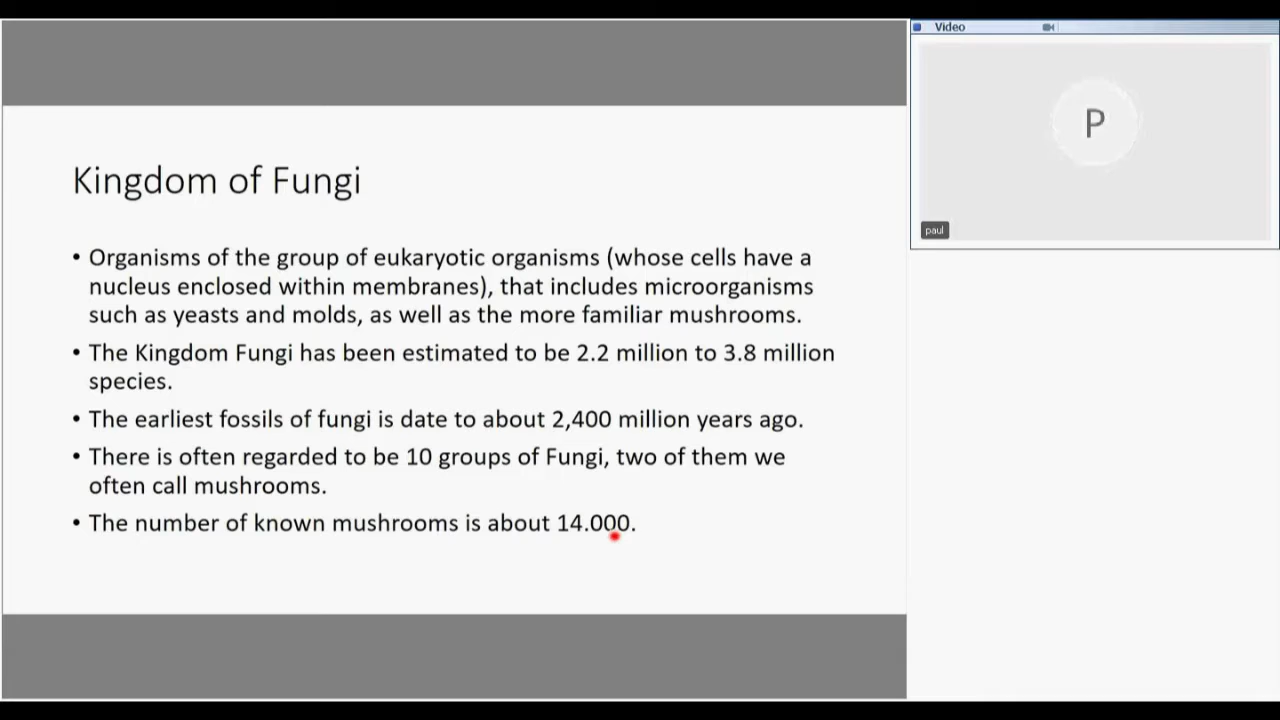 Video
P
paul
Kingdom of Fungi
• Organisms of the group of eukaryotic organisms (whose cells have a
nucleus enclosed within membranes), that includes microorganisms
such as yeasts and molds, as well as the more familiar mushrooms.
• The Kingdom Fungi has been estimated to be 2.2 million to 3.8 million
species.
• The earliest fossils of fungi is date to about 2,400 million years ago.
• There is often regarded to be 10 groups of Fungi, two of them we
often call mushrooms.
• The number of known mushrooms is about 14.000.